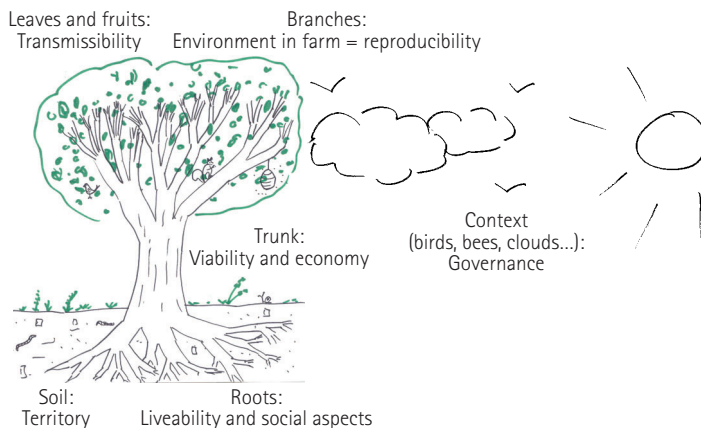 Leaves and fruits:
Transmissibility
Branches:
Environment in farm = reproducibility
Trunk:
Viability and economy
Context
(birds, bees, clouds...):
Governance
Soil:
Territory
Roots:
Liveability and social aspects